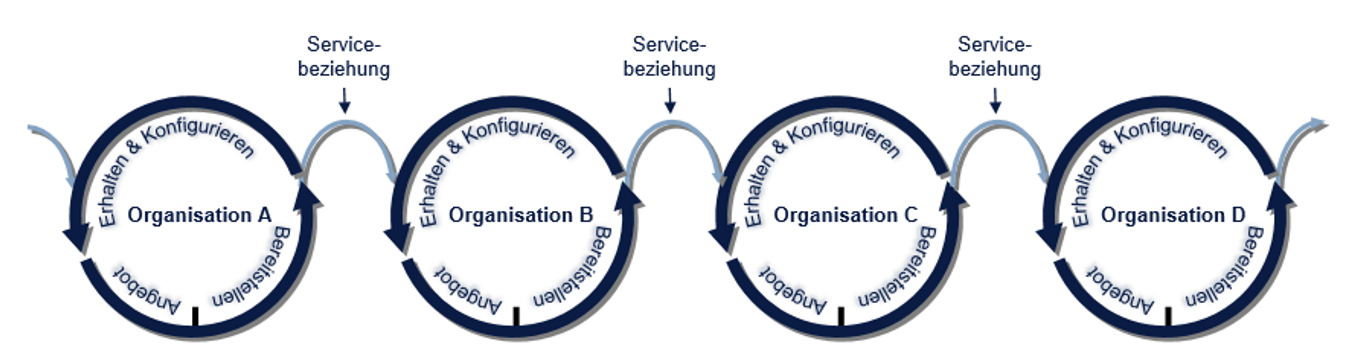 Service-
beziehung
Service-
beziehung
Service-
beziehung
Erhalten & Konfigurieren
Organisation A
Angebot
Bereitstellen
Erhalten & Konfigurieren
Organisation B
Angebot
Bereitstellen
Erhalten & Konfigurieren
Organisation C
Angebot
Bereitstellen
Erhalten & Konfigurieren
Organisation D
Angebot
Bereitstellen